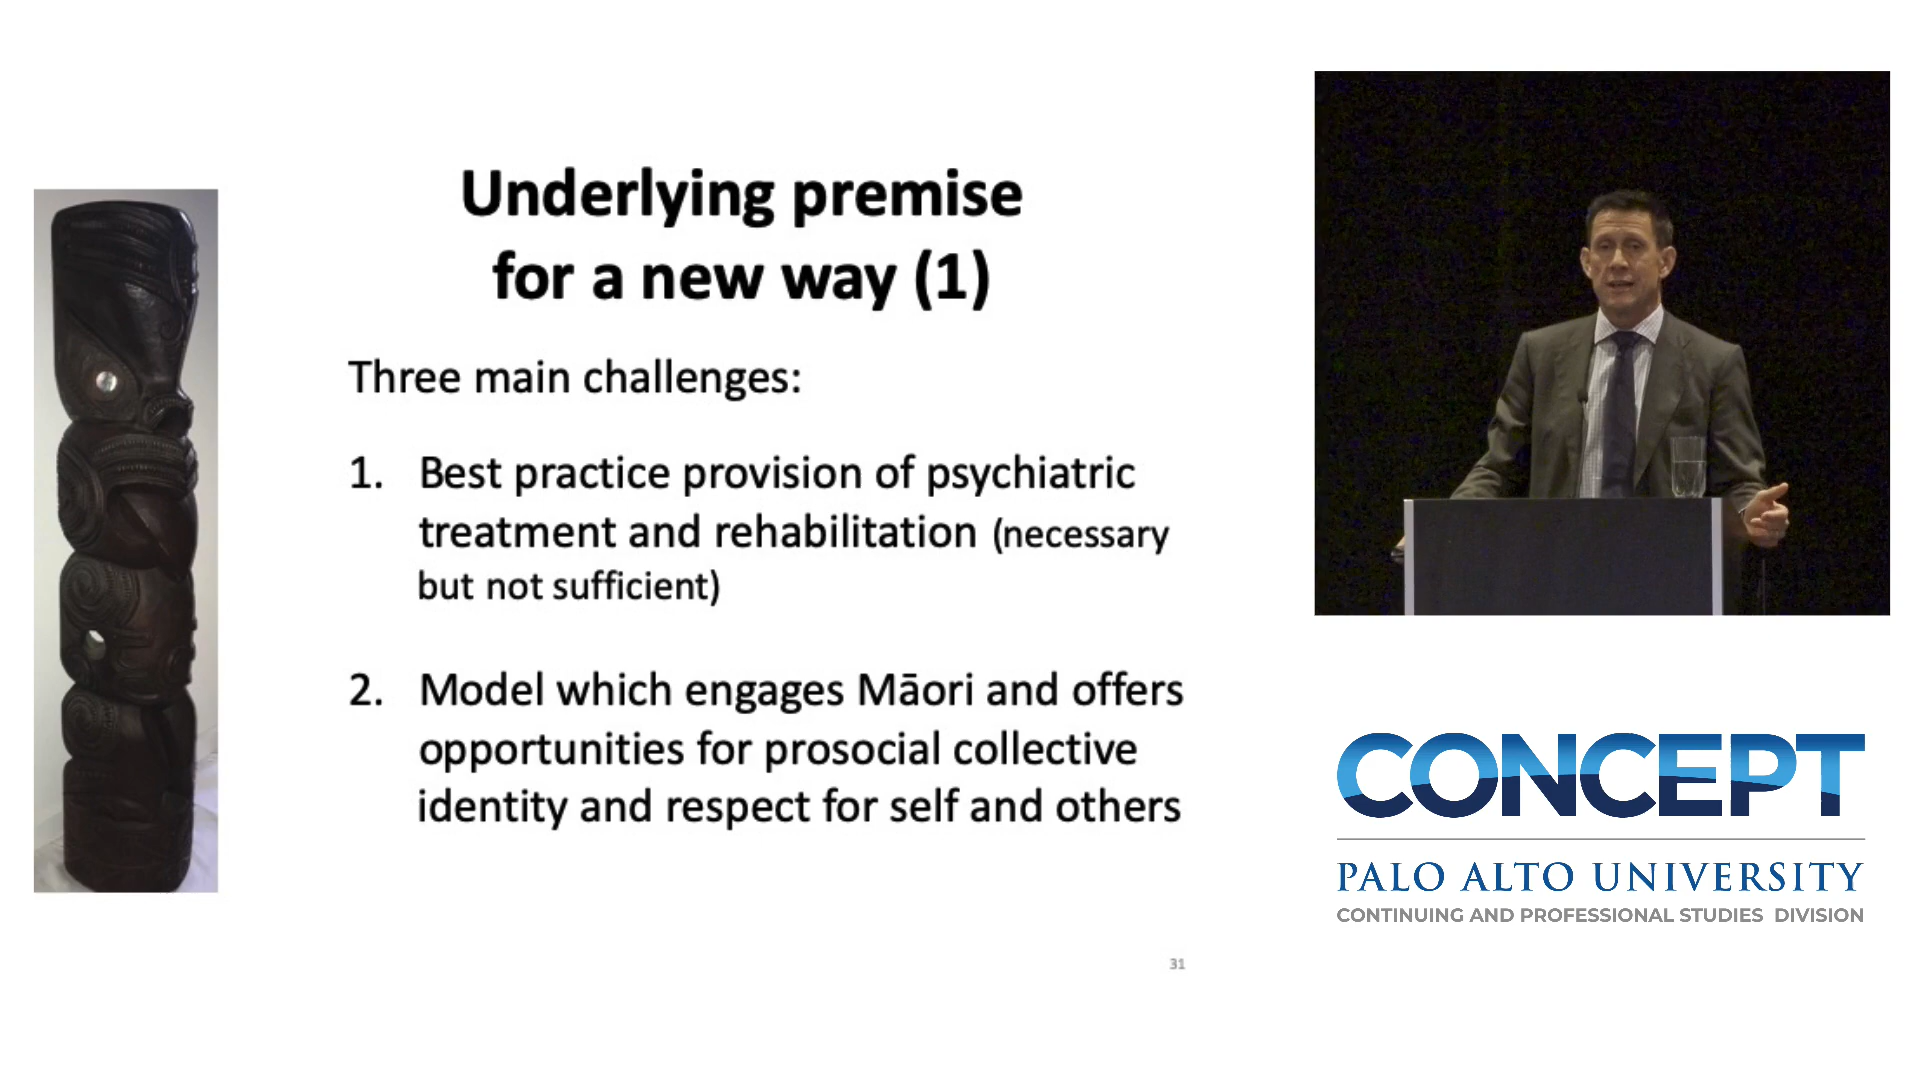 Underlying premise
for a new way (1)
Three main challenges:
1. Best practice provision of psychiatric
treatment and rehabilitation (necessary
but not sufficient)
2. Model which engages Māori and offers
opportunities for prosocial collective
identity and respect for self and others
31
CONCEPT
PALO ALTO UNIVERSITY
CONTINUING AND PROFESSIONAL STUDIES DIVISION